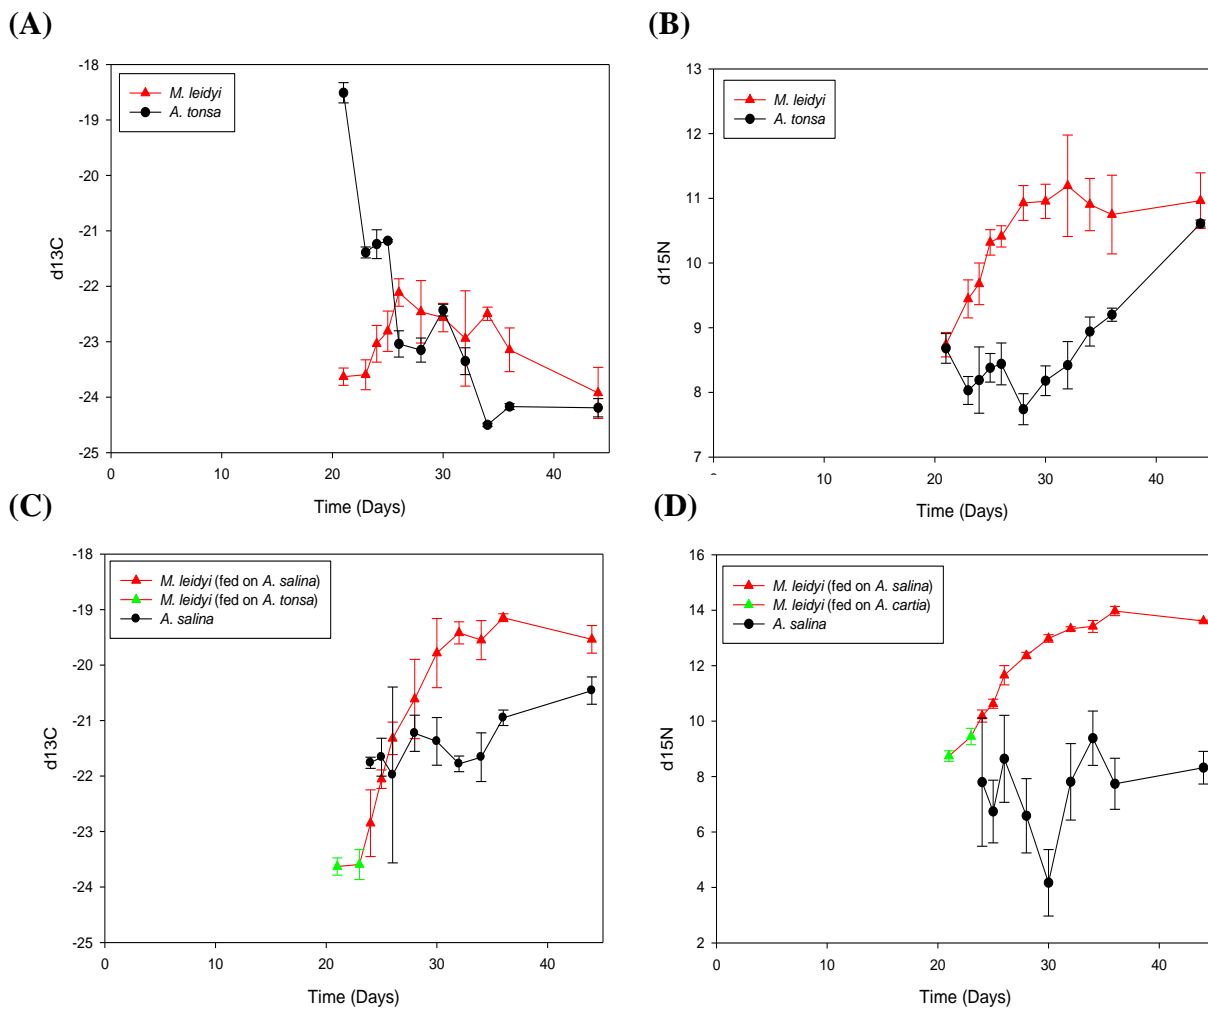 (A)
-18
-19
-20
-21
-22
-23
-24
-25
d13C
M. leidyi
A. tonsa
0 10 20 30 40
Time (Days)
(B)
13
12
11
10
9
8
7
d15N
M. leidyi
A. tonsa
0 10 20 30 40
Time (Days)
(C)
-18
-19
-20
-21
-22
-23
-24
-25
d13C
M. leidyi (fed on A. salina)
M. leidyi (fed on A. tonsa)
A. salina
0 10 20 30 40
Time (Days)
(D)
16
14
12
10
8
6
4
2
d15N
M. leidyi (fed on A. salina)
M. leidyi (fed on A. cartia)
A. salina
0 10 20 30 40
Time (Days)